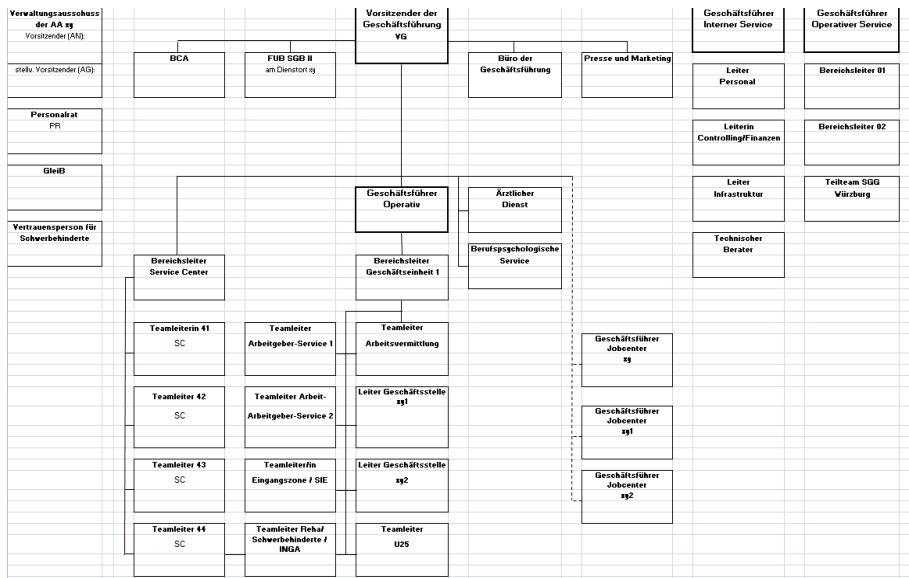 Verwaltungsausschuss
der AA xy
Vorsitzender (AN):
stellv. Vorsitzender (AG):
Personalrat
PR
GleiB
Vertrauensperson für
Schwerbehinderte
Vorsitzender der
Geschäftsführung
VG
BCA
FUB SGB II
am Dienstort xy
Büro der
Geschäftsführung
Presse und Marketing
Geschäftsführer
Interner Service
Leiter
Personal
Leiterin
Controlling/Finanzen
Leiter
Infrastruktur
Technischer
Berater
Geschäftsführer
Operativer Service
Bereichsleiter 01
Bereichsleiter 02
Teilteam SGG
Würzburg
Geschäftsführer
Operativ
Ärztlicher
Dienst
Berufspsychologische
Service
Bereichsleiter
Service Center
Bereichsleiter
Geschäftseinheit 1
Teamleiterin 41
SC
Teamleiter
Arbeitgeber-Service 1
Teamleiter
Arbeitsvermittlung
Geschäftsführer
Jobcenter
xy
Teamleiter 42
SC
Teamleiter Arbeit-
Arbeitgeber-Service 2
Leiter Geschäftsstelle
xy1
Geschäftsführer
Jobcenter
xy1
Teamleiter 43
SC
Teamleiter/in
Eingangszone / SIE
Leiter Geschäftsstelle
xy2
Geschäftsführer
Jobcenter
xy2
Teamleiter 44
SC
Teamleiter Reha/
Schwerbehinderte /
INGA
Teamleiter
U25